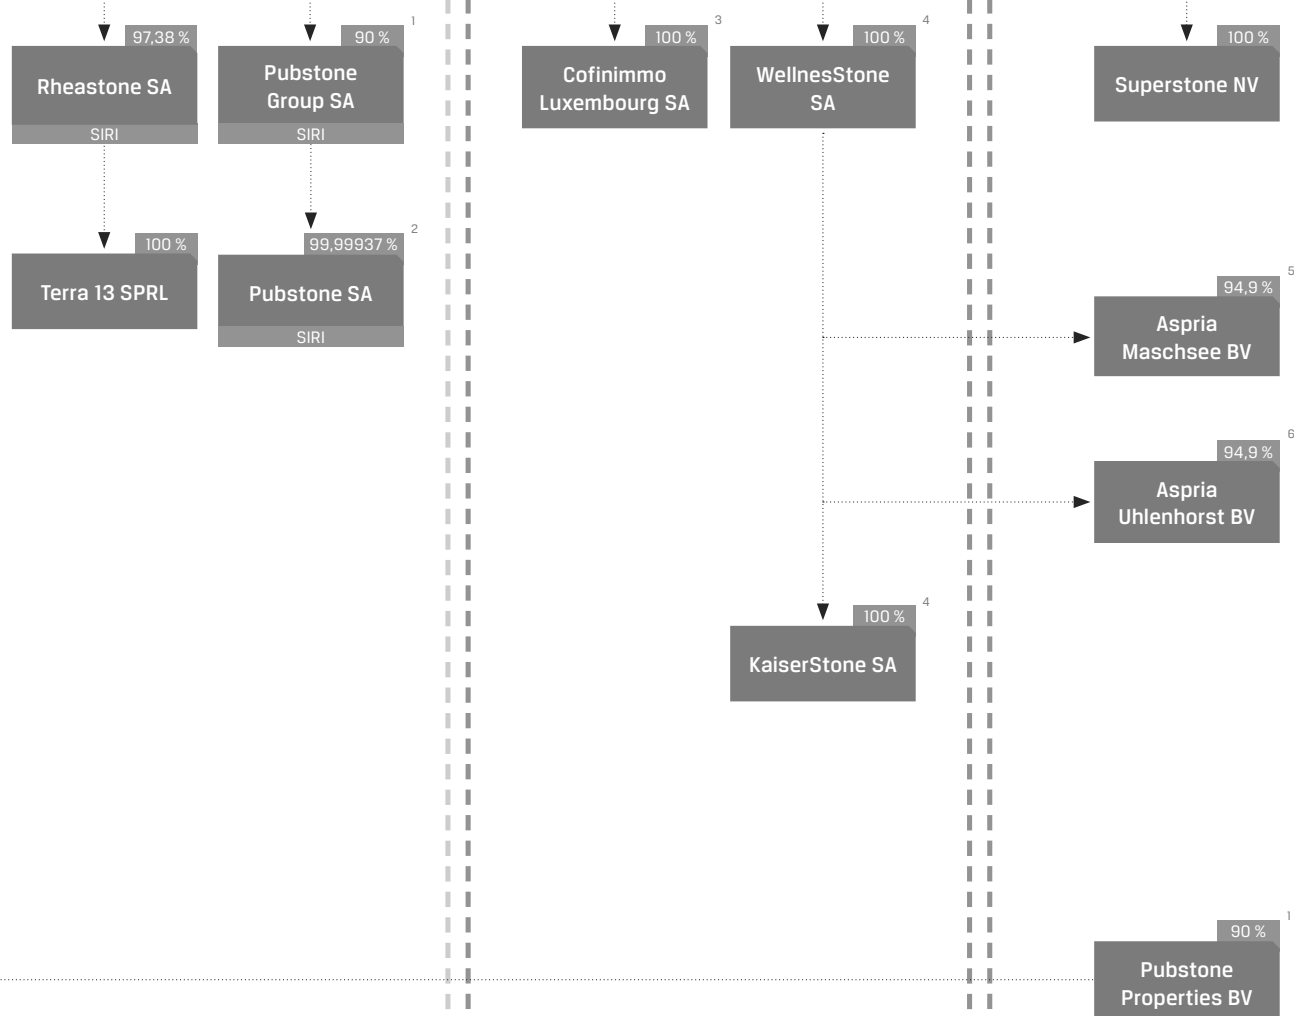 97,38 %
Rheastone SA
SIRI
1
90 %
Pubstone
Group SA
SIRI
3
100 %
Cofinimmo
Luxembourg SA
4
100 %
WellnesStone
SA
100 %
Superstone NV
100 %
Terra 13 SPRL
2
99,99937 %
Pubstone SA
SIRI
5
94,9 %
Aspria
Maschsee BV
6
94,9 %
Aspria
Uhlenhorst BV
4
100 %
KaiserStone SA
1
90 %
Pubstone
Properties BV